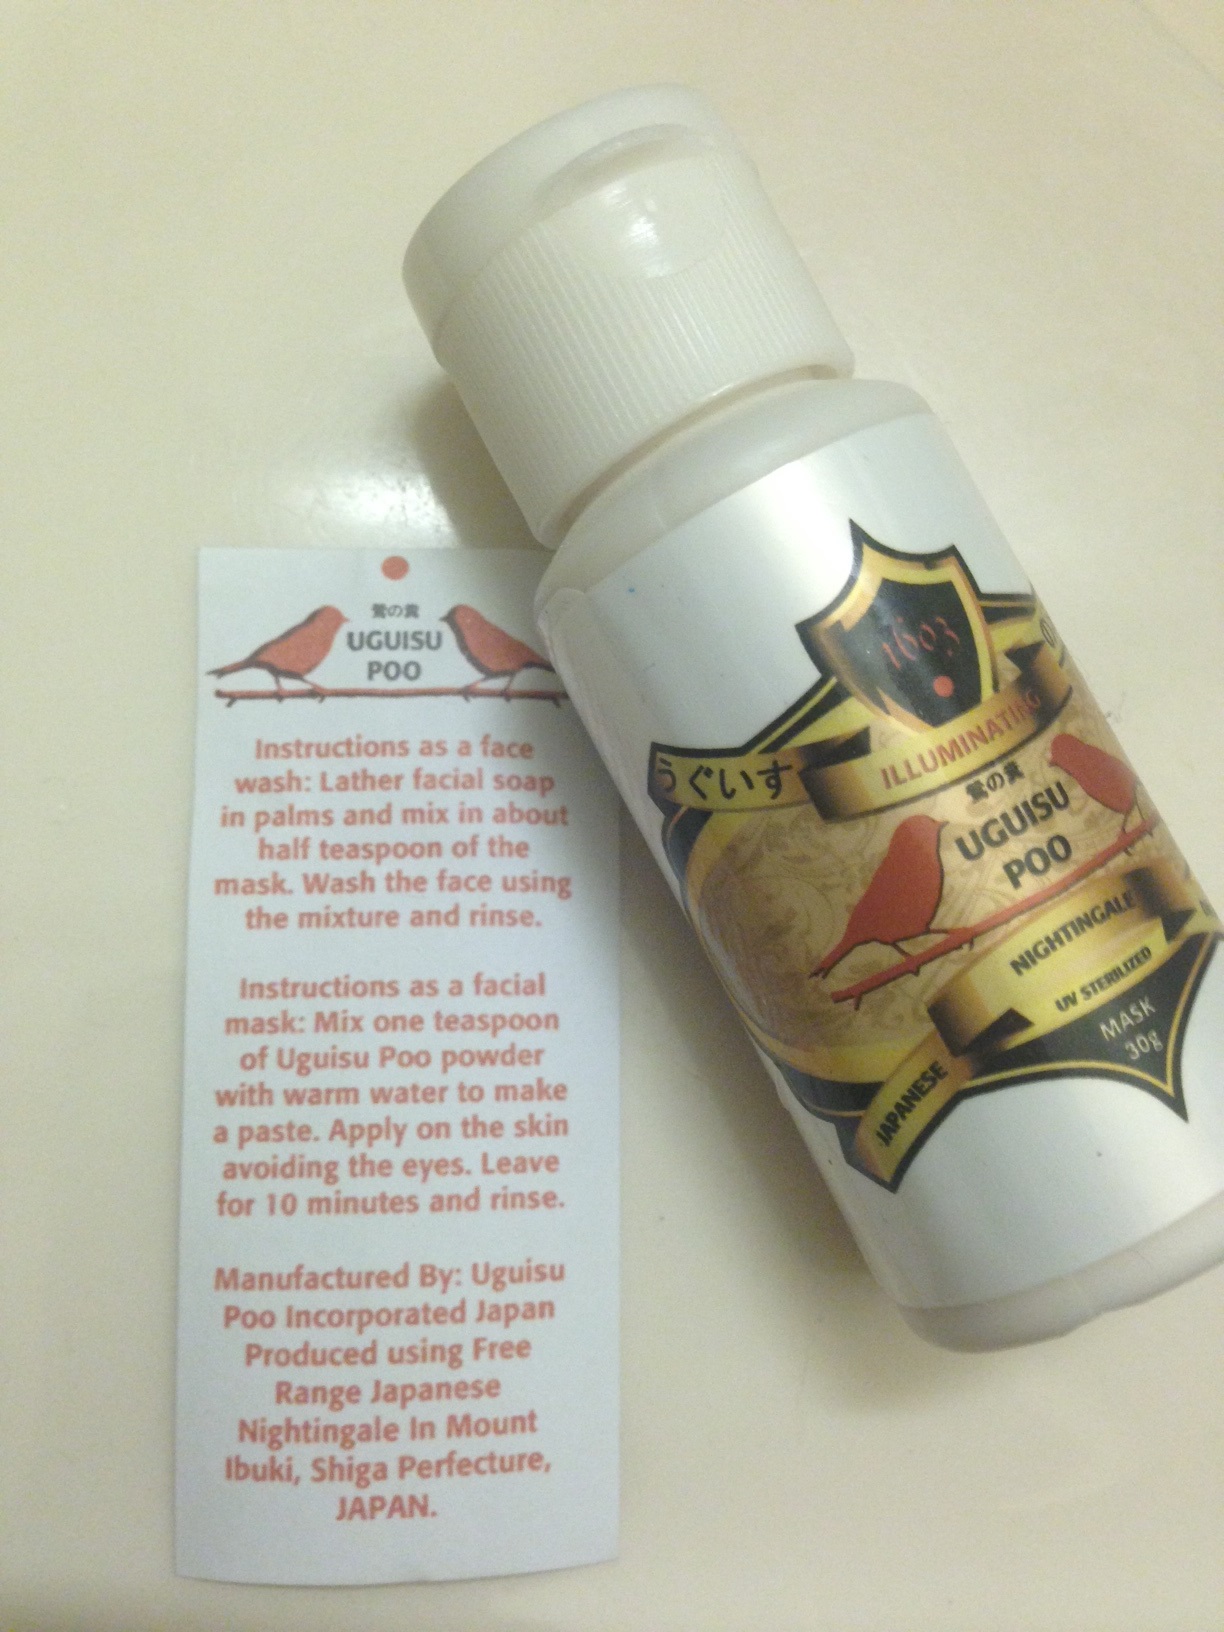 鶯の糞
UGUISU
POO
Instructions as a face
wash: Lather facial soap
in palms and mix in about
half teaspoon of the
mask. Wash the face using
the mixture and rinse.
Instructions as a facial
mask: Mix one teaspoon
of Uguisu Poo powder
with warm water to make
a paste. Apply on the skin
avoiding the eyes. Leave
for 10 minutes and rinse.
Manufactured By: Uguisu
Poo Incorporated Japan
Produced using Free
Range Japanese
Nightingale In Mount
Ibuki, Shiga Perfecture,
JAPAN.
1603
うぐいす
ILLUMINATING
鶯の糞
UGUISU
POO
JAPANESE
NIGHTINGALE
UV STERILIZED
MASK
30g